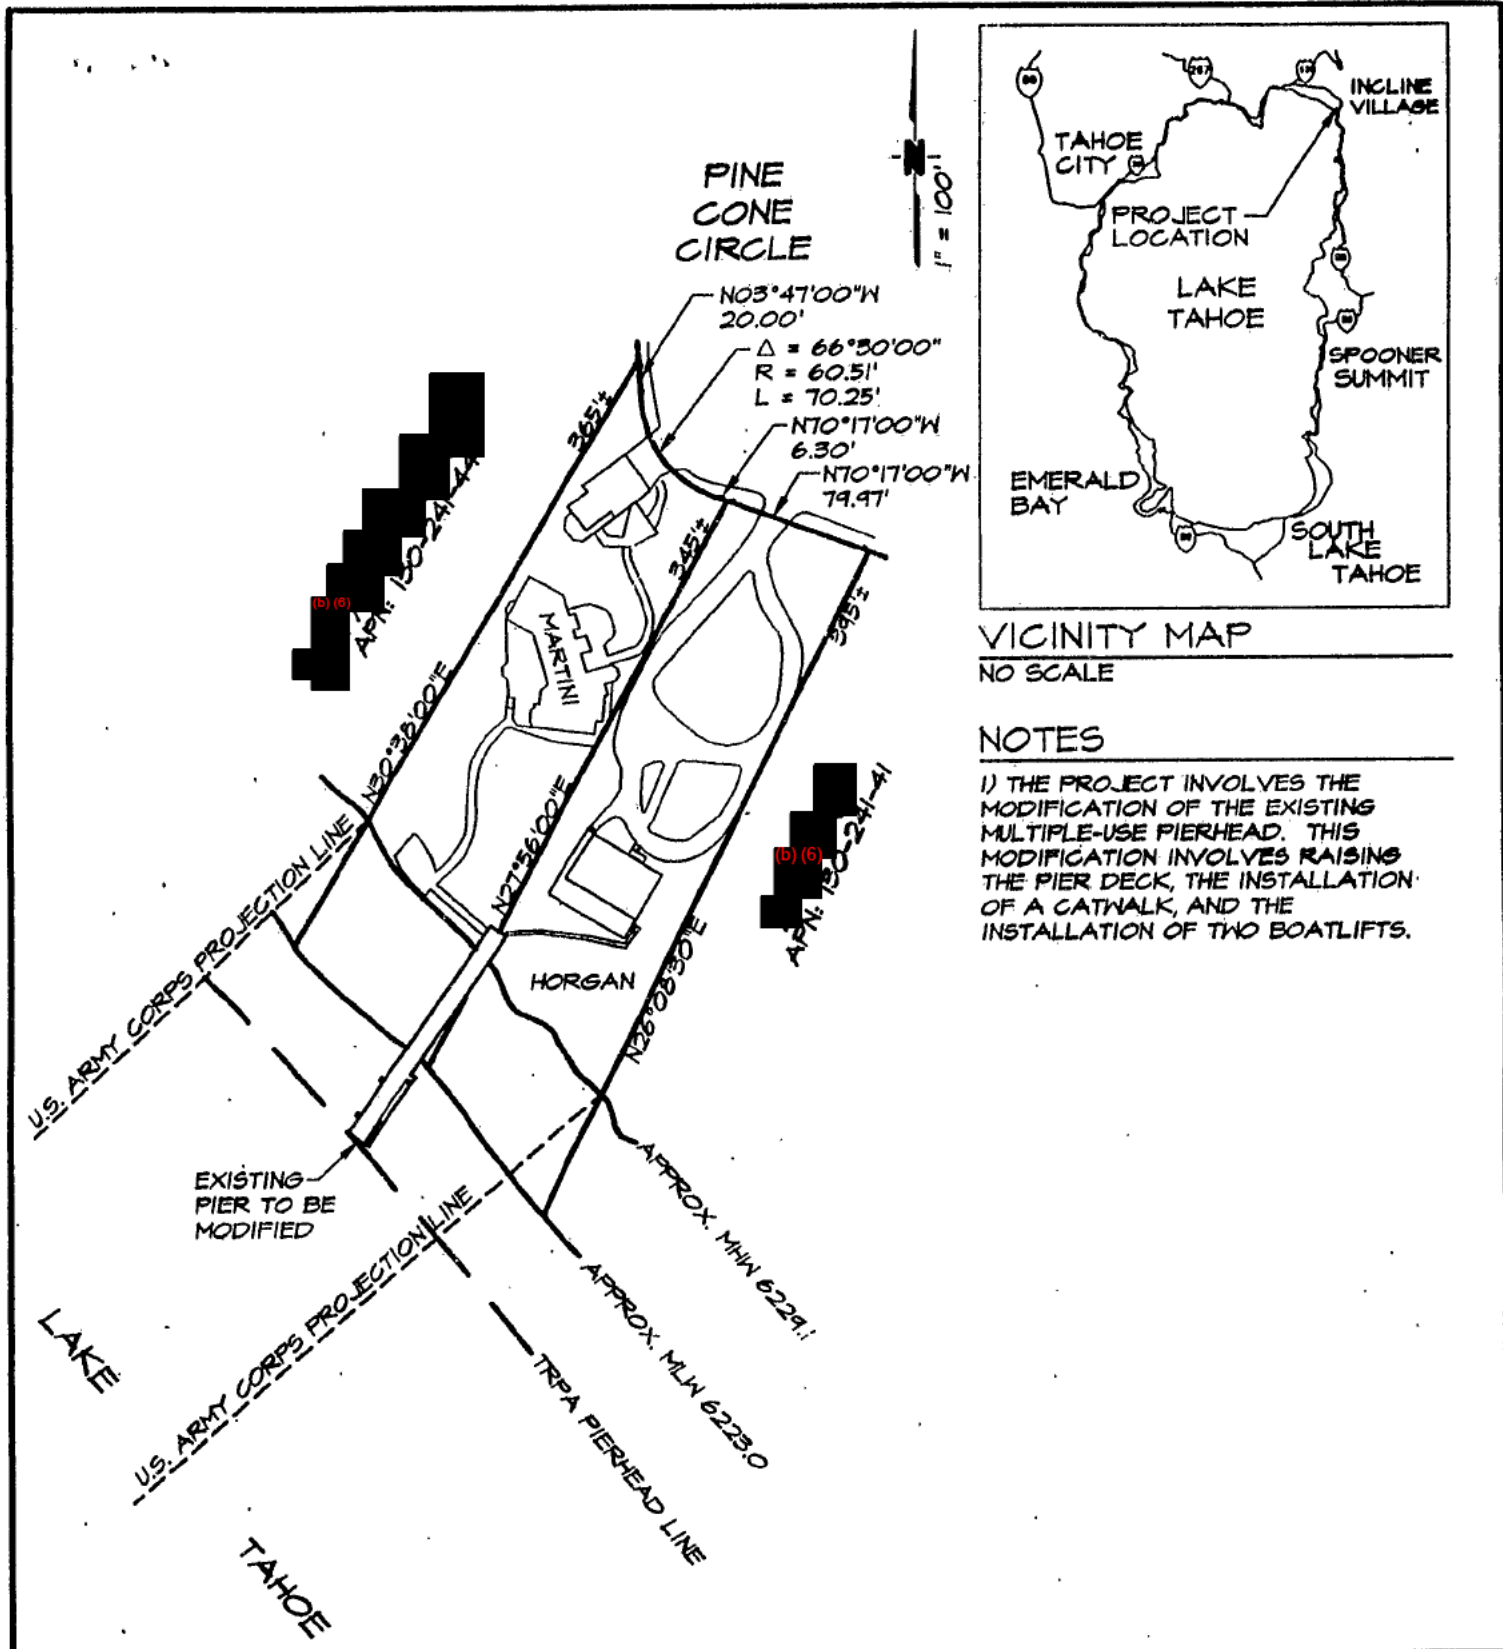 PINE
CONE
CIRCLE
N
1" = 100'
N03°47'00"W
20.00'
Δ = 66°30'00"
R = 60.51'
L = 70.25'
N70°17'00"W
6.30'
N70°17'00"W
79.97'
365'±
345'±
395'±
(b) (6)
APN: 130-241-44
MARTINI
N30°38'00"E
N27°56'00"E
(b) (6)
APN: 130-241-41
HORGAN
N26°08'30"E
U.S. ARMY CORPS PROJECTION LINE
EXISTING
PIER TO BE
MODIFIED
U.S. ARMY CORPS PROJECTION LINE
APPROX. MHW 6229.1
APPROX. MLW 6223.0
TRPA PIERHEAD LINE
LAKE
TAHOE
INCLINE
VILLAGE
TAHOE
CITY
PROJECT
LOCATION
LAKE
TAHOE
SPOONER
SUMMIT
EMERALD
BAY
SOUTH
LAKE
TAHOE
VICINITY MAP
NO SCALE
NOTES
1) THE PROJECT INVOLVES THE
MODIFICATION OF THE EXISTING
MULTIPLE-USE PIERHEAD. THIS
MODIFICATION INVOLVES RAISING
THE PIER DECK, THE INSTALLATION
OF A CATWALK, AND THE
INSTALLATION OF TWO BOATLIFTS.